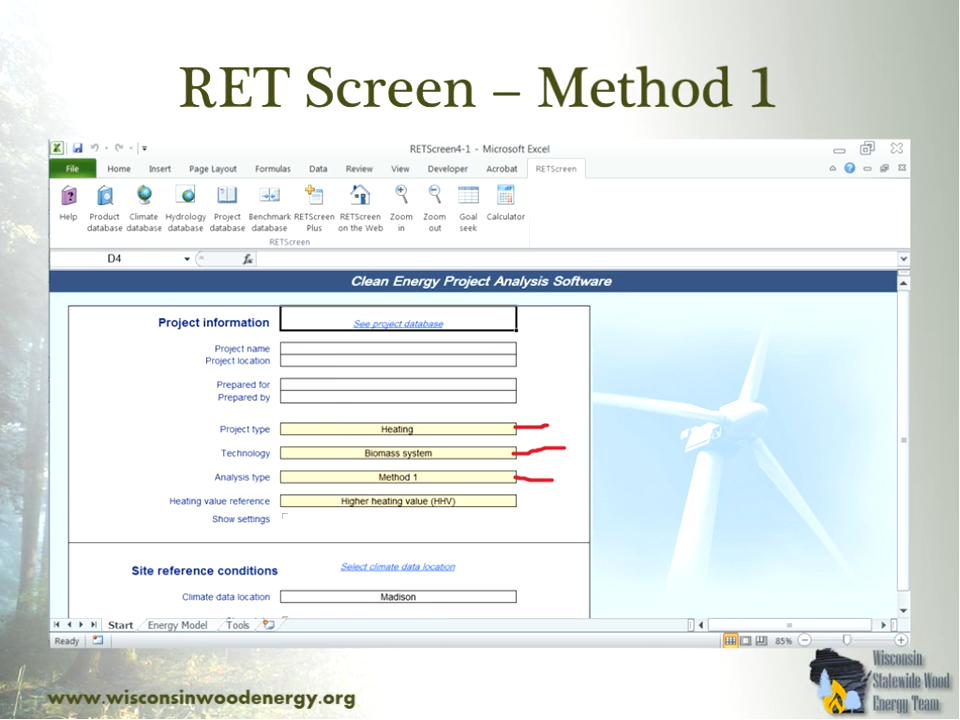 RET Screen – Method 1
RETScreen4-1 - Microsoft Excel
File Home Insert Page Layout Formulas Data Review View Developer Acrobat RETScreen
Help Product database Climate database Hydrology database Project database Benchmark database RETScreen Plus RETScreen on the Web Zoom in Zoom out Goal seek Calculator
RETScreen
D4 fx
Clean Energy Project Analysis Software
Project information See project database
Project name
Project location
Prepared for
Prepared by
Project type Heating
Technology Biomass system
Analysis type Method 1
Heating value reference Higher heating value (HHV)
Show settings
Site reference conditions Select climate data location
Climate data location Madison
Start Energy Model Tools
Ready 85%
Wisconsin
Statewide Wood
Energy Team
www.wisconsinwoodenergy.org